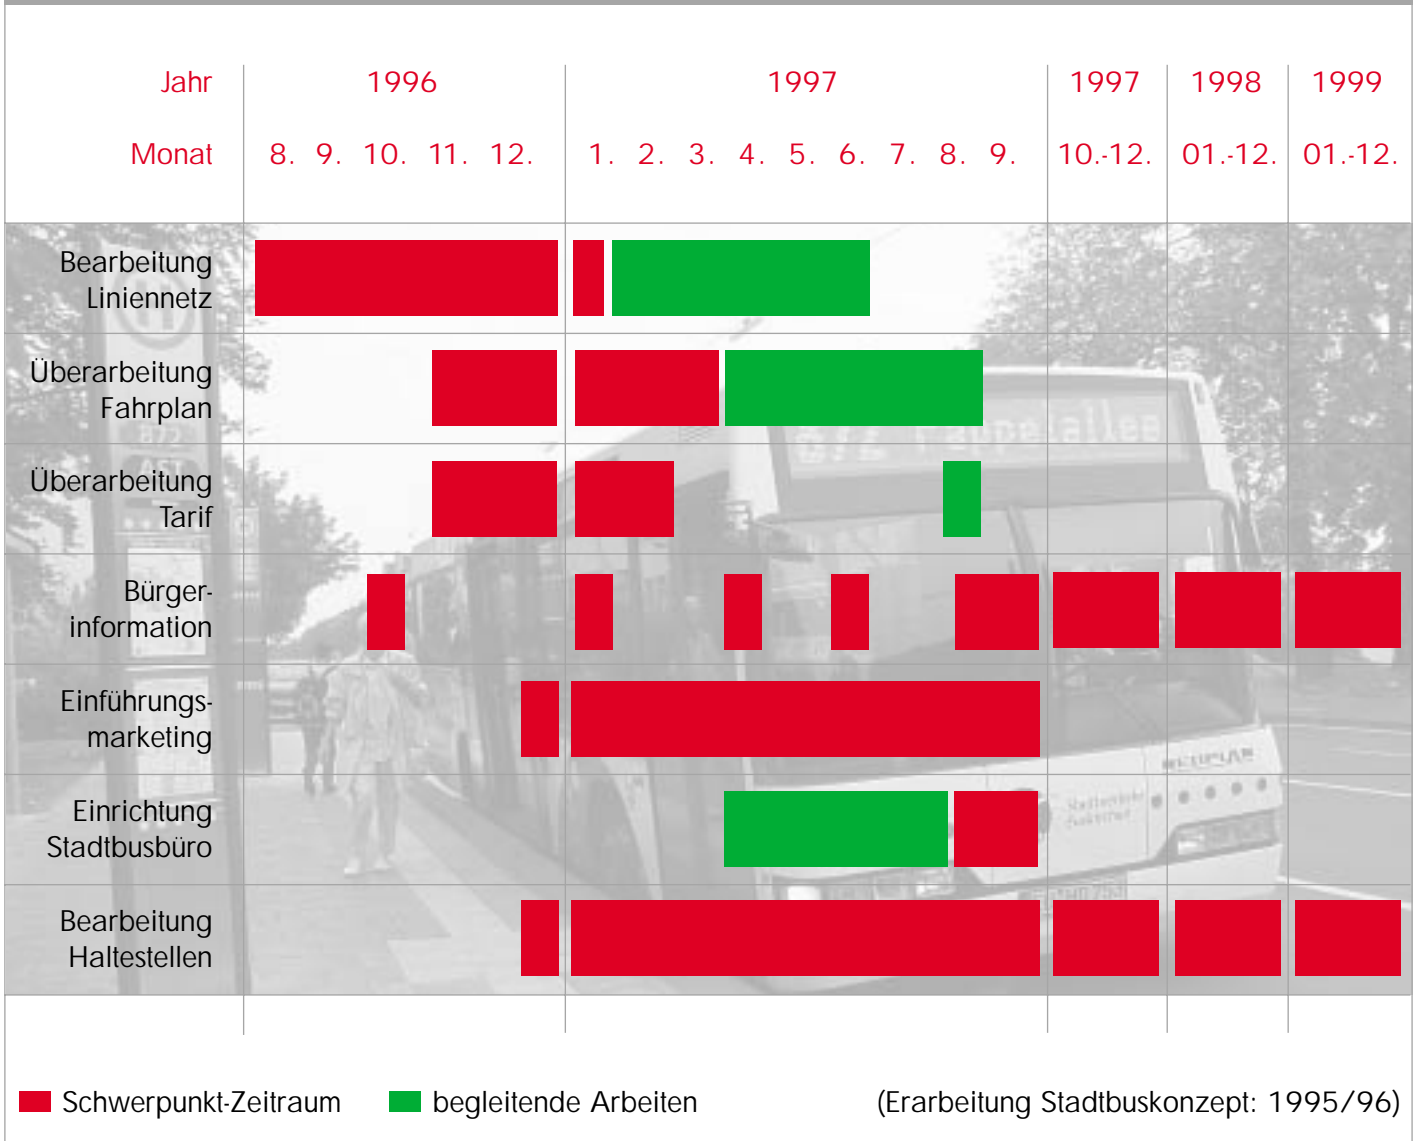 Jahr 1996 1997 1997 1998 1999
Monat 8. 9. 10. 11. 12. 1. 2. 3. 4. 5. 6. 7. 8. 9. 10.-12. 01.-12. 01.-12.
Bearbeitung
Liniennetz
Überarbeitung
Fahrplan
872
Überarbeitung
Tarif
Bürger-
information
Einführungs-
marketing
NEOPLAN
Einrichtung
Stadtbusbüro
Bearbeitung
Haltestellen
Schwerpunkt-Zeitraum begleitende Arbeiten (Erarbeitung Stadtbuskonzept: 1995/96)